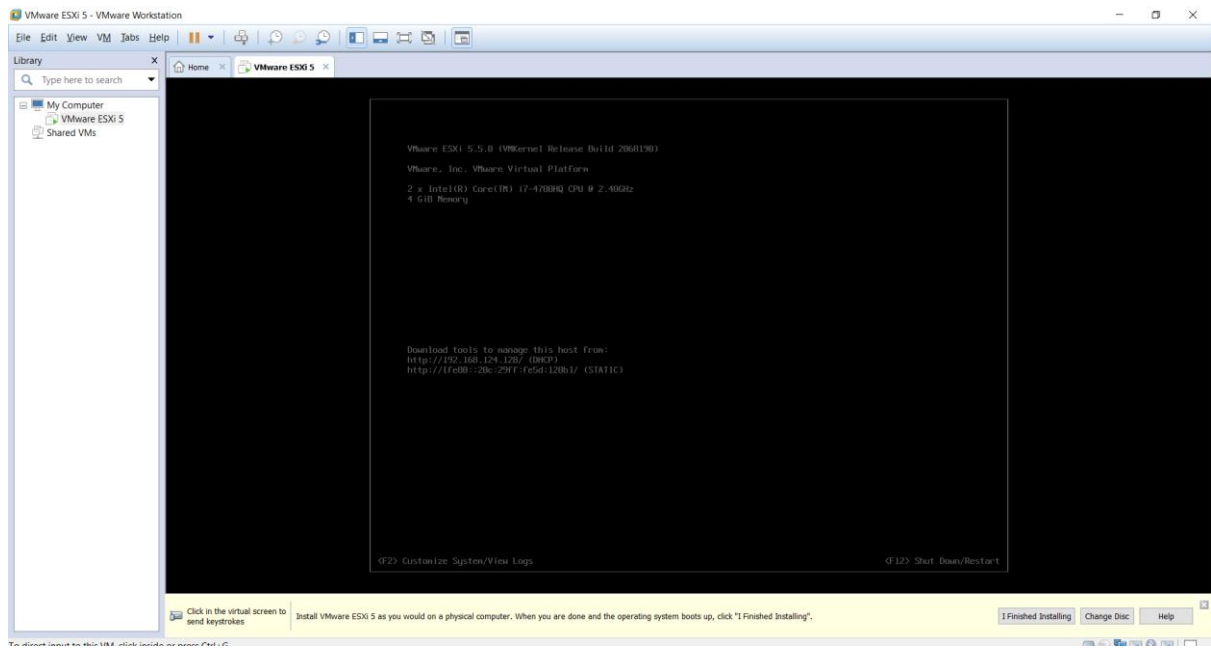 VMware ESXi 5 - VMware Workstation
File Edit View VM Tabs Help
Library
Type here to search
My Computer
VMware ESXi 5
Shared VMs
Home
VMware ESXi 5
VMware ESXi 5.5.0 (VMKernel Release Build 2068190)
VMware, Inc. VMware Virtual Platform
2 x Intel(R) Core(TM) i7-4700HQ CPU @ 2.40GHz
4 GiB Memory
Download tools to manage this host from:
http://192.168.124.128/ (DHCP)
http://[fe80::20c:29ff:fe5d:120b]/ (STATIC)
<F2> Customize System/View Logs
<F12> Shut Down/Restart
Click in the virtual screen to
send keystrokes
Install VMware ESXi 5 as you would on a physical computer. When you are done and the operating system boots up, click "I Finished Installing".
I Finished Installing
Change Disc
Help
To direct input to this VM, click inside or press Ctrl+G.